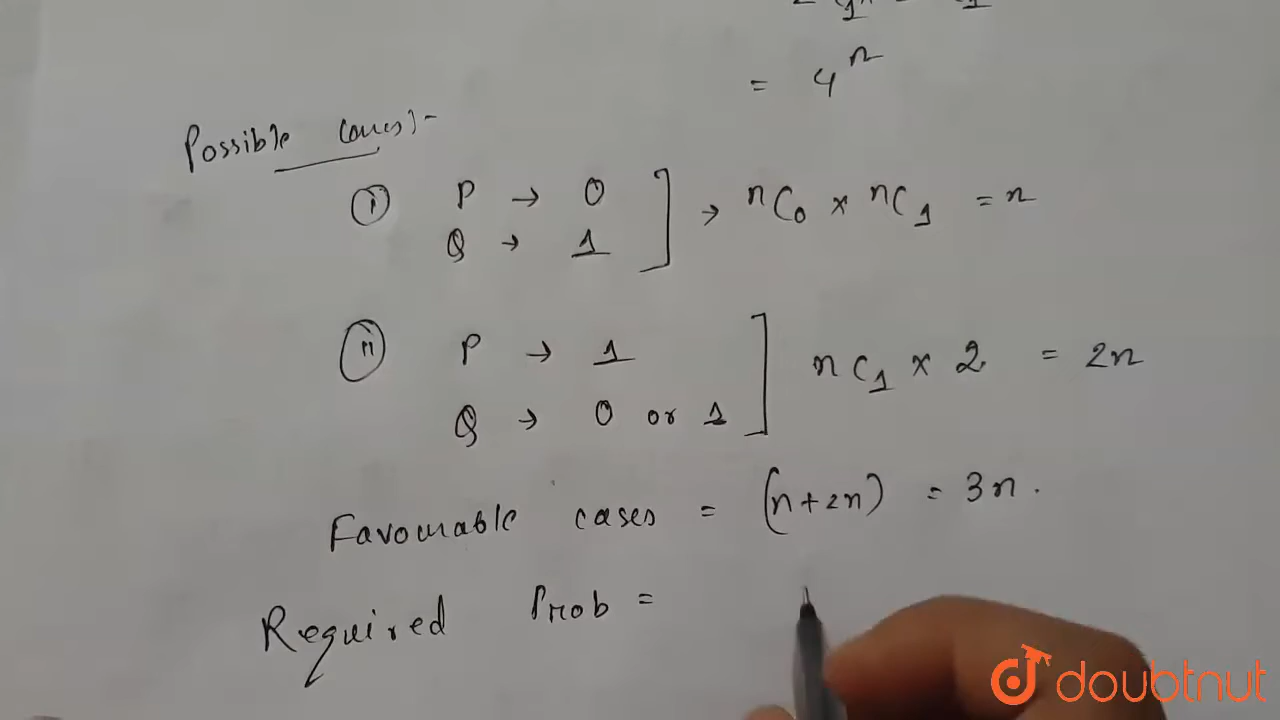 = 4ⁿ
Possible Cases :-
(i) P → 0
Q → 1 ] → nC₀ × nC₁ = n
(ii) P → 1
Q → 0 or 1 ] nC₁ × 2 = 2n
Favourable cases = (n+2n) = 3n.
Required Prob =
doubtnut